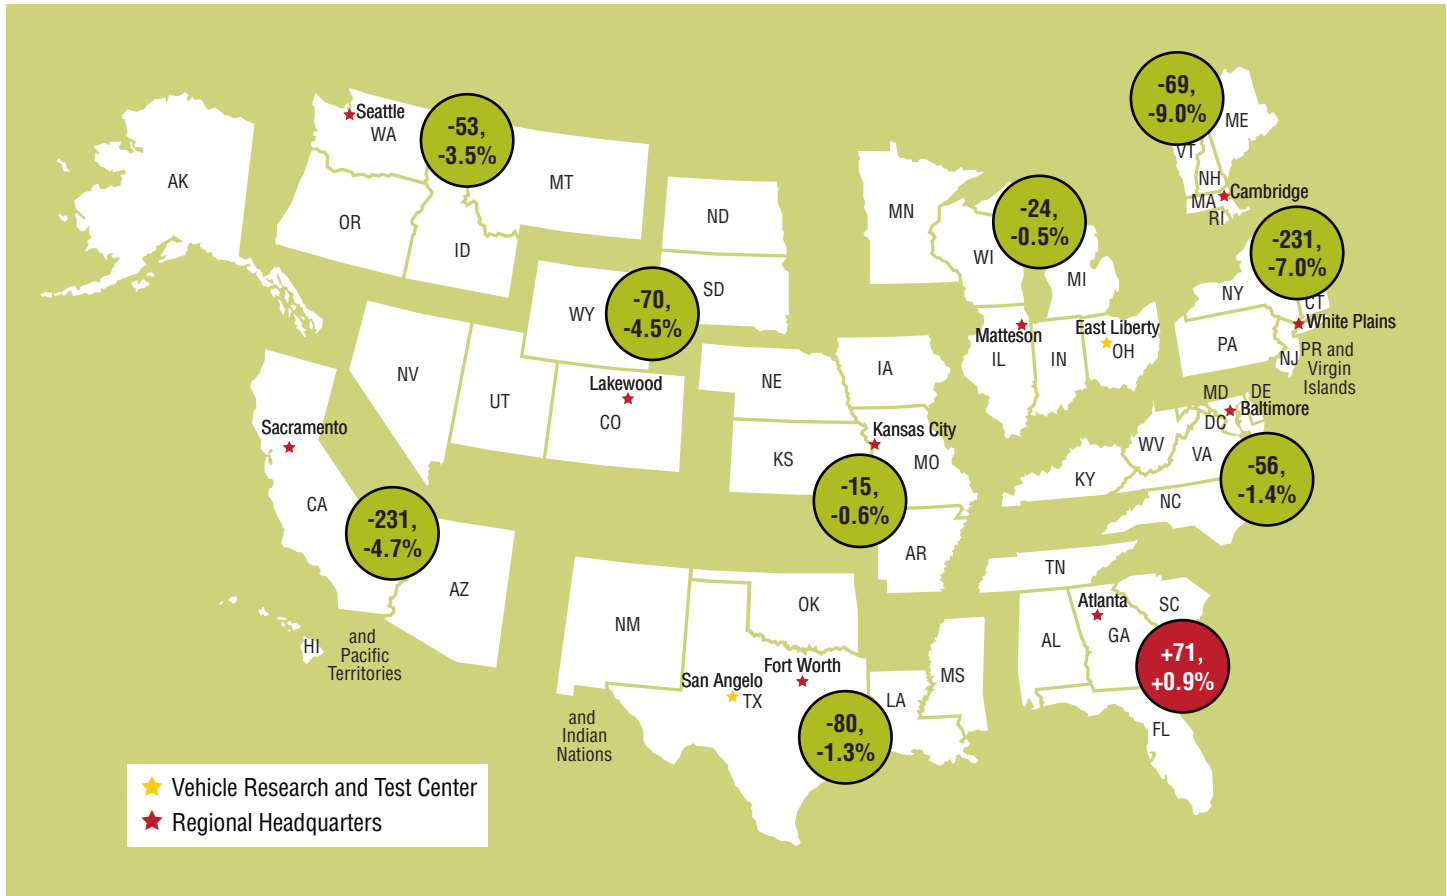 -69,
-9.0%
ME
VT
NH
MA
Cambridge
RI
Seattle
WA
-53,
-3.5%
MT
OR
ID
AK
ND
SD
WY
-70,
-4.5%
MN
WI
-24,
-0.5%
MI
-231,
-7.0%
NY
CT
White Plains
PA
NJ
PR and
Virgin
Islands
Matteson
IL
IN
East Liberty
OH
NV
UT
Lakewood
CO
NE
IA
KS
Kansas City
MO
-15,
-0.6%
AR
MD
DE
Baltimore
DC
WV
VA
KY
NC
-56,
-1.4%
Sacramento
CA
-231,
-4.7%
AZ
HI
and
Pacific
Territories
NM
OK
Fort Worth
San Angelo
TX
and
Indian
Nations
-80,
-1.3%
LA
MS
TN
SC
Atlanta
AL
GA
+71,
+0.9%
FL
Vehicle Research and Test Center
Regional Headquarters